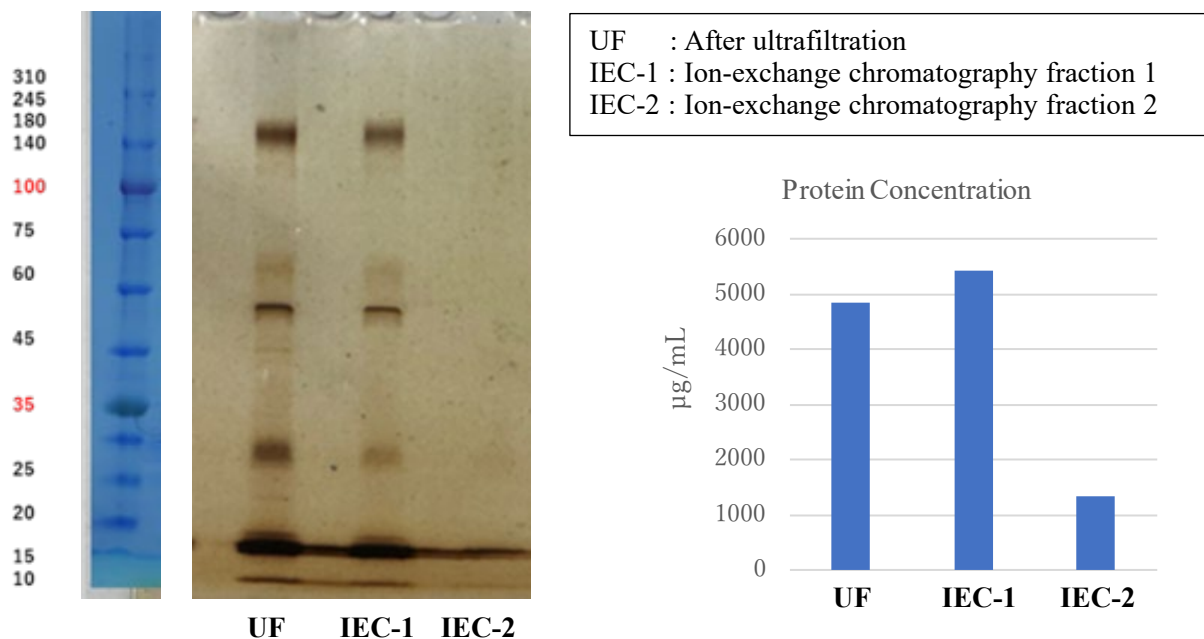 310
245
180
140
100
75
60
45
35
25
20
15
10
UF IEC-1 IEC-2
UF : After ultrafiltration
IEC-1 : Ion-exchange chromatography fraction 1
IEC-2 : Ion-exchange chromatography fraction 2
Protein Concentration
6000
5000
4000
3000
2000
1000
0
µg/mL
UF IEC-1 IEC-2